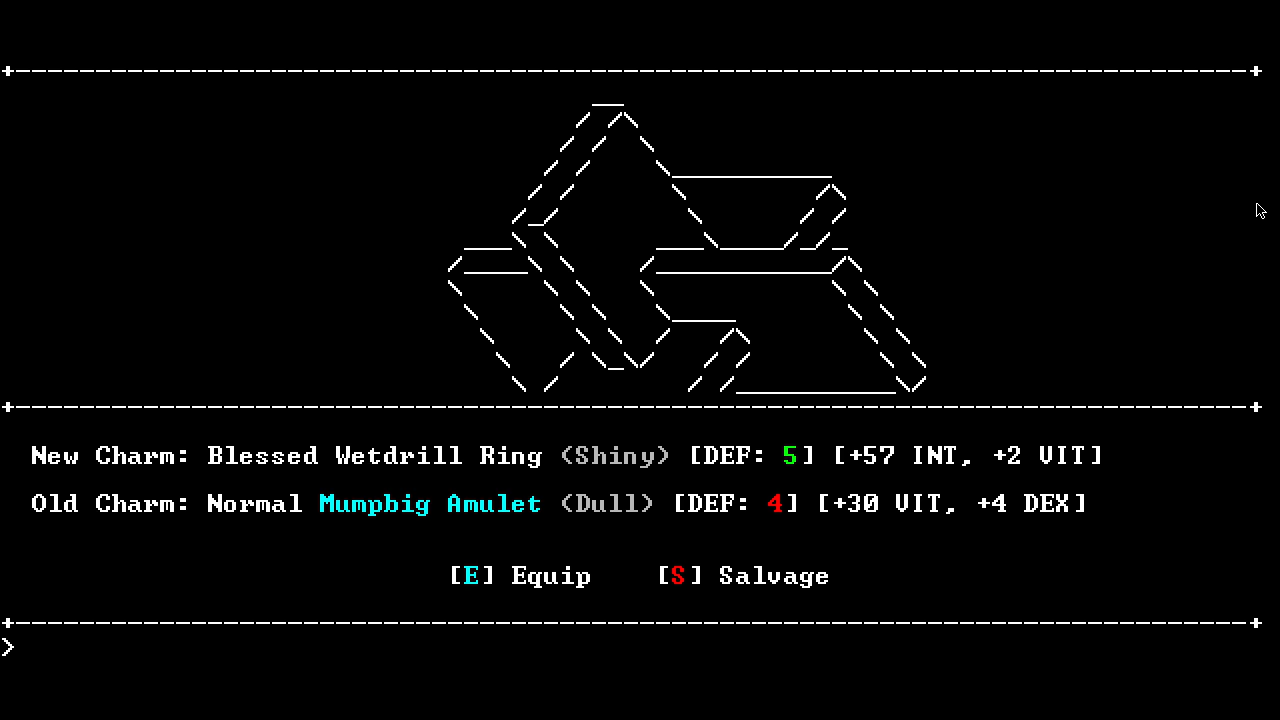 New Charm: Blessed Wetdrill Ring (Shiny) [DEF: 5] [+57 INT, +2 VIT]
Old Charm: Normal Mumpbig Amulet (Dull) [DEF: 4] [+30 VIT, +4 DEX]
[E] Equip    [S] Salvage
>